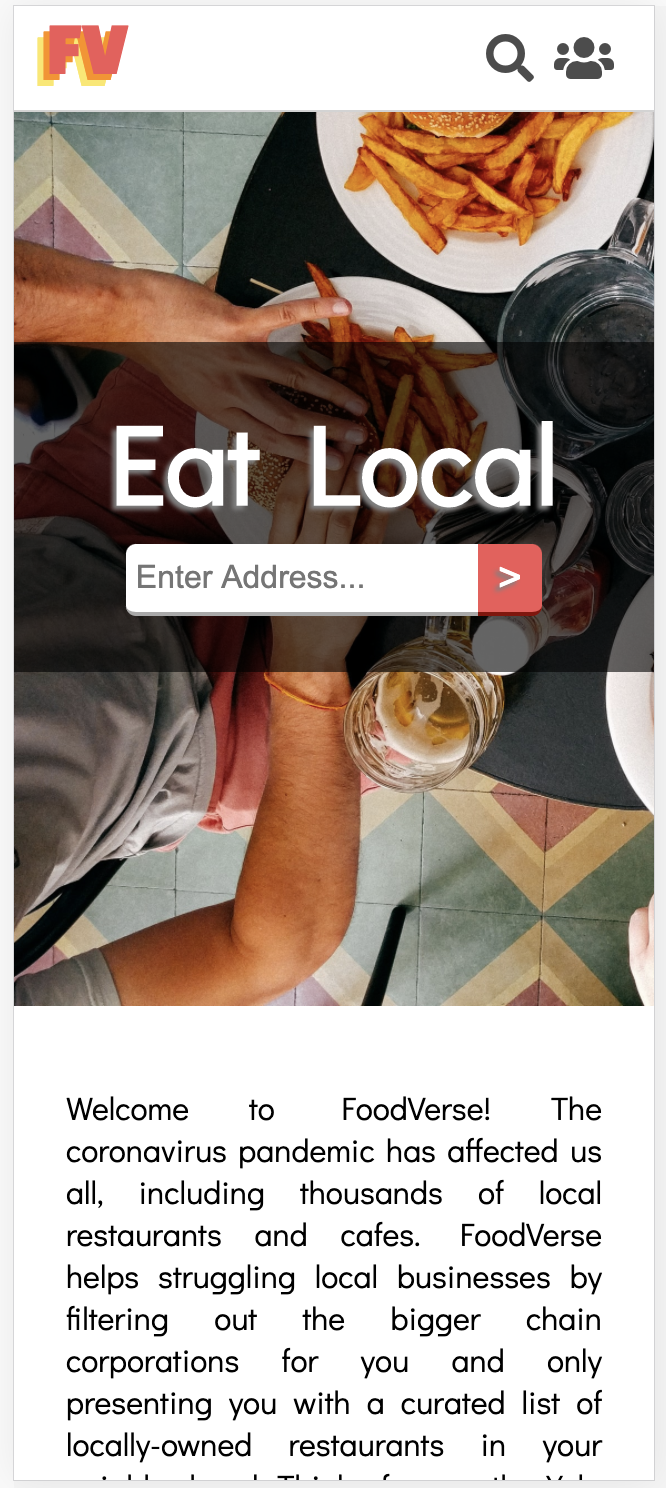 FV
Eat Local
Enter Address...
>
Welcome to FoodVerse! The
coronavirus pandemic has affected us
all, including thousands of local
restaurants and cafes. FoodVerse
helps struggling local businesses by
filtering out the bigger chain
corporations for you and only
presenting you with a curated list of
locally-owned restaurants in your